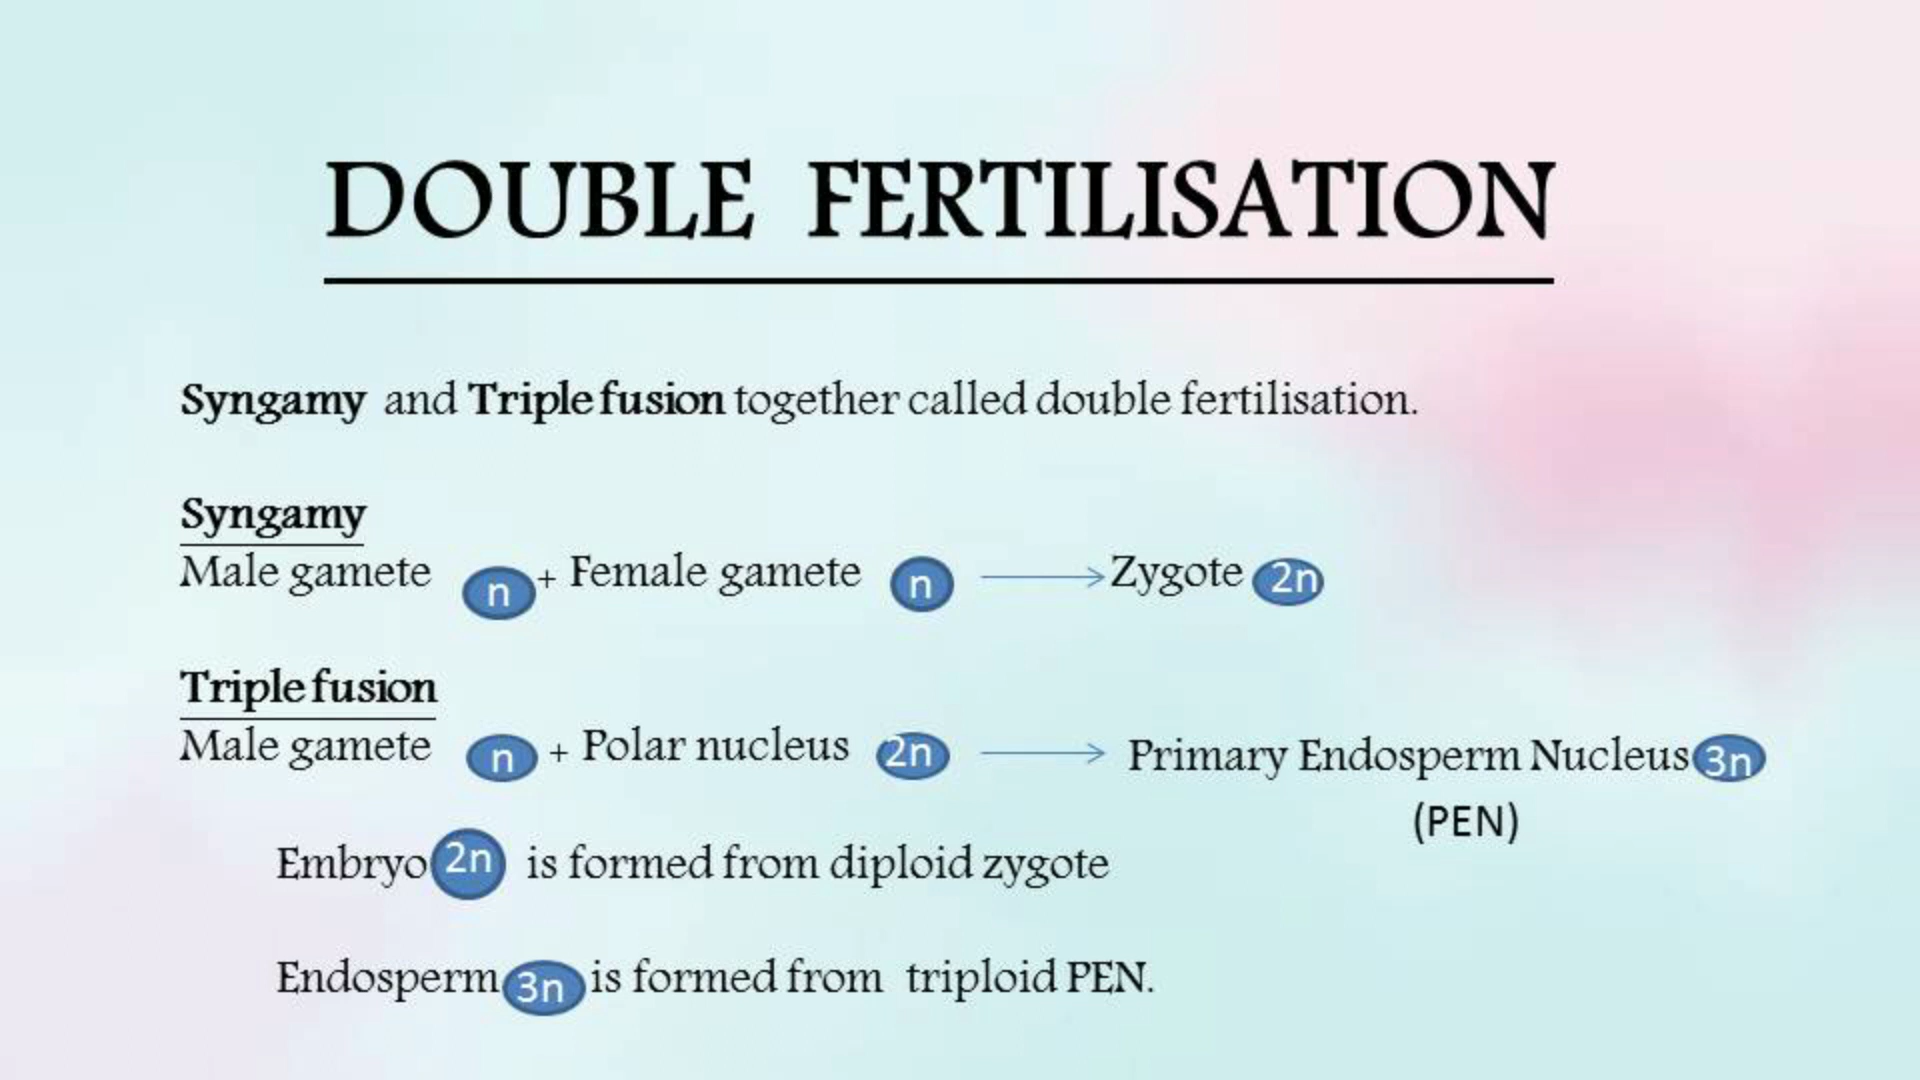 DOUBLE FERTILISATION
Syngamy and Triple fusion together called double fertilisation.
Syngamy
Male gamete n + Female gamete n → Zygote 2n
Triple fusion
Male gamete n + Polar nucleus 2n → Primary Endosperm Nucleus 3n
(PEN)
Embryo 2n is formed from diploid zygote
Endosperm 3n is formed from triploid PEN.